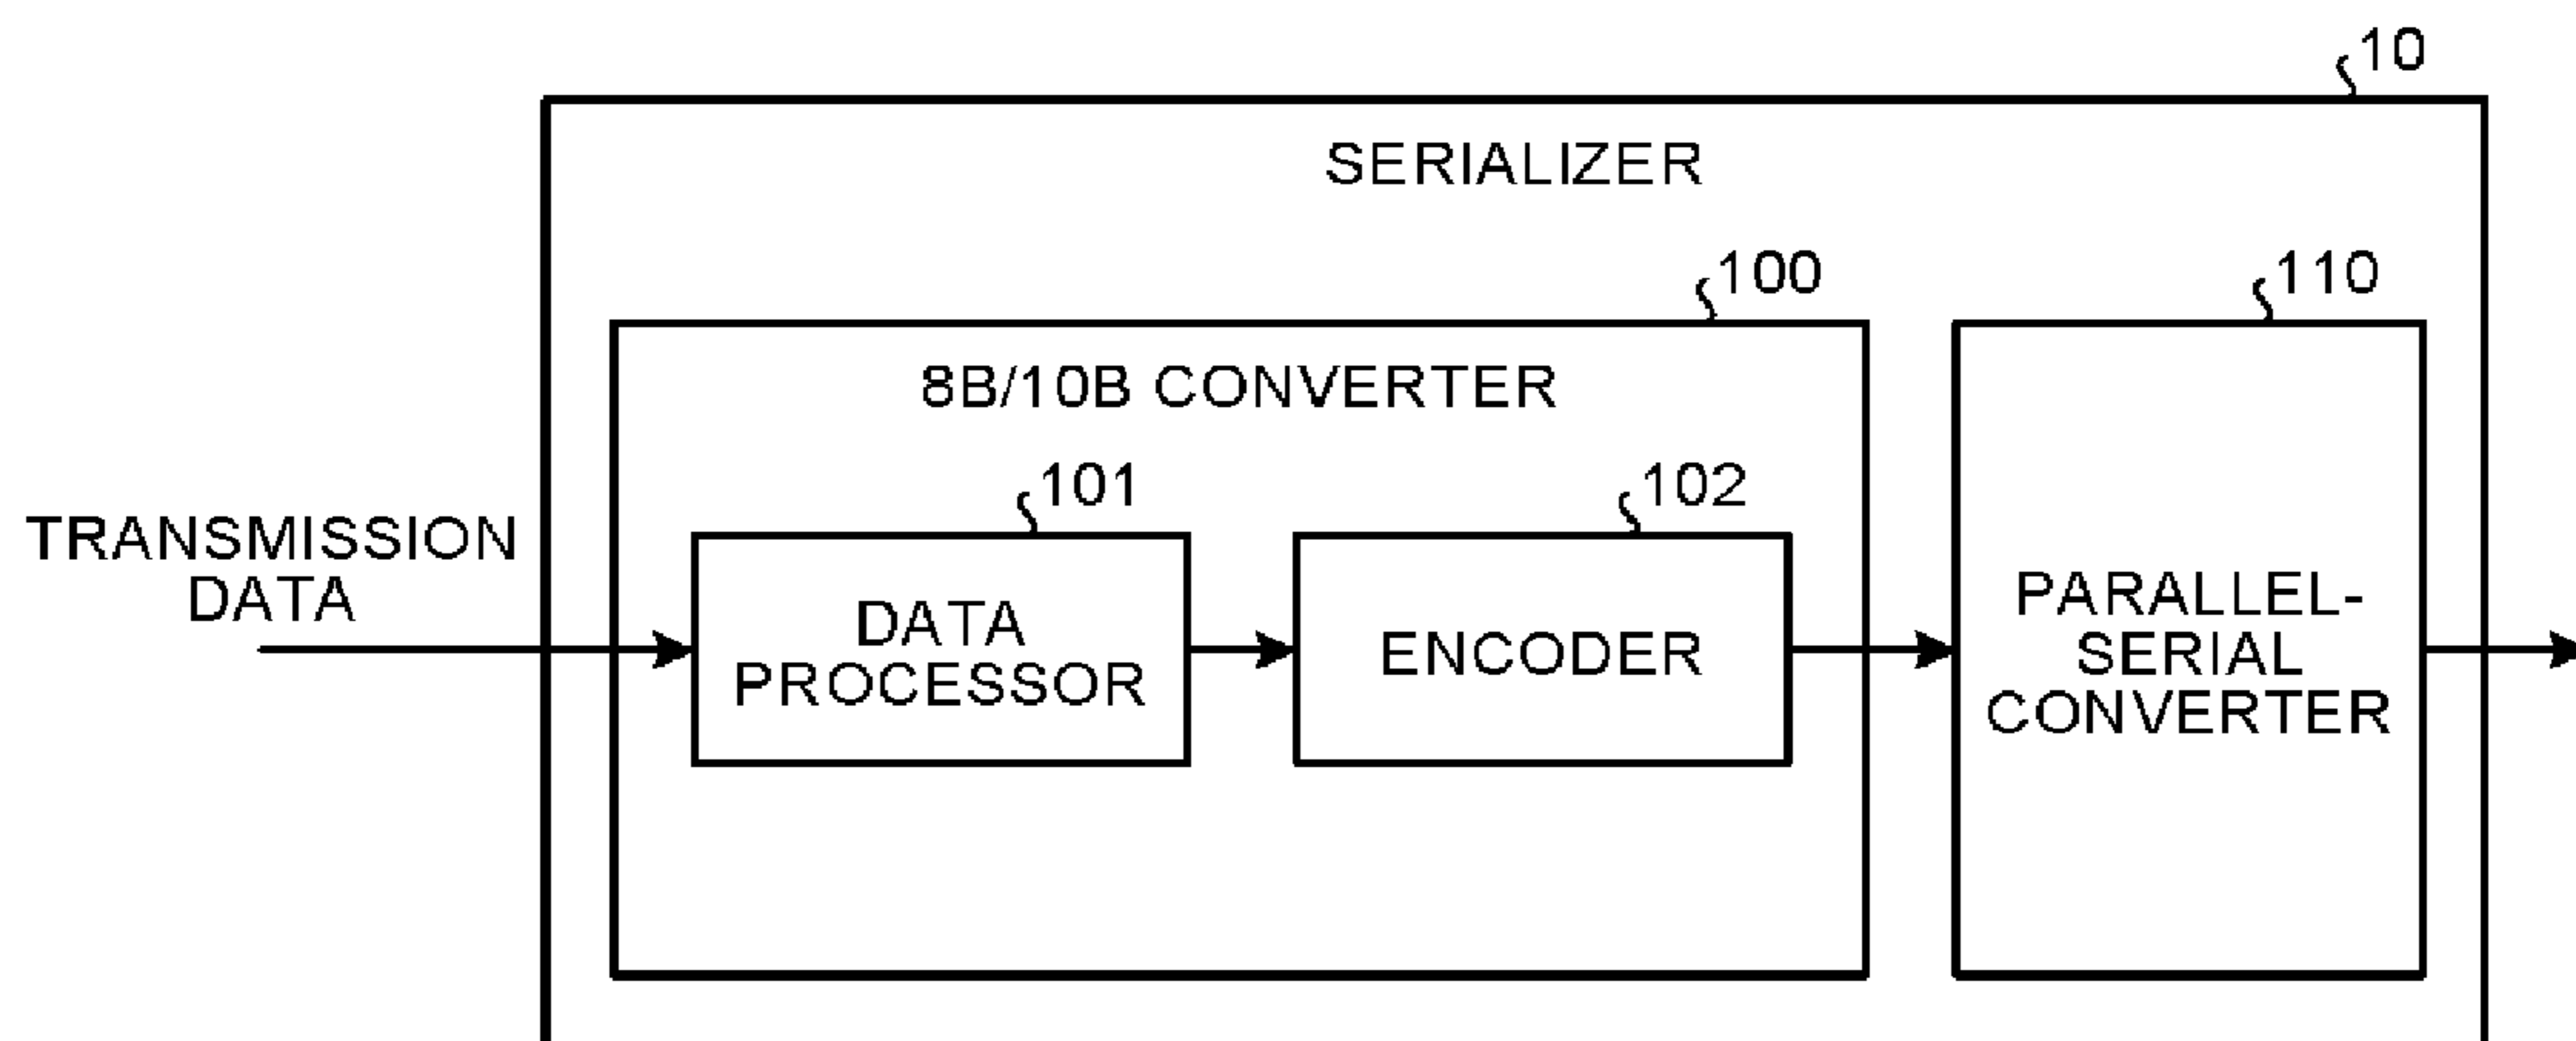 10
SERIALIZER
100
110
8B/10B CONVERTER
101
102
TRANSMISSION
DATA
DATA
PROCESSOR
ENCODER
PARALLEL-
SERIAL
CONVERTER